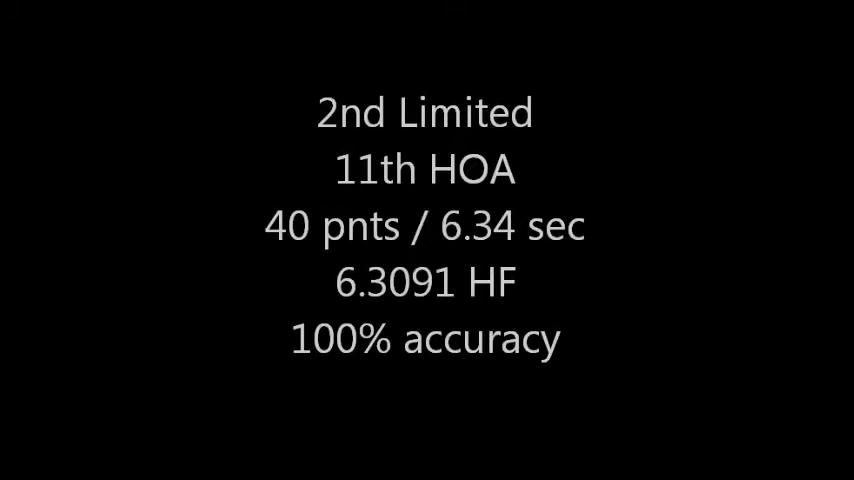 2nd Limited
11th HOA
40 pnts / 6.34 sec
6.3091 HF
100% accuracy